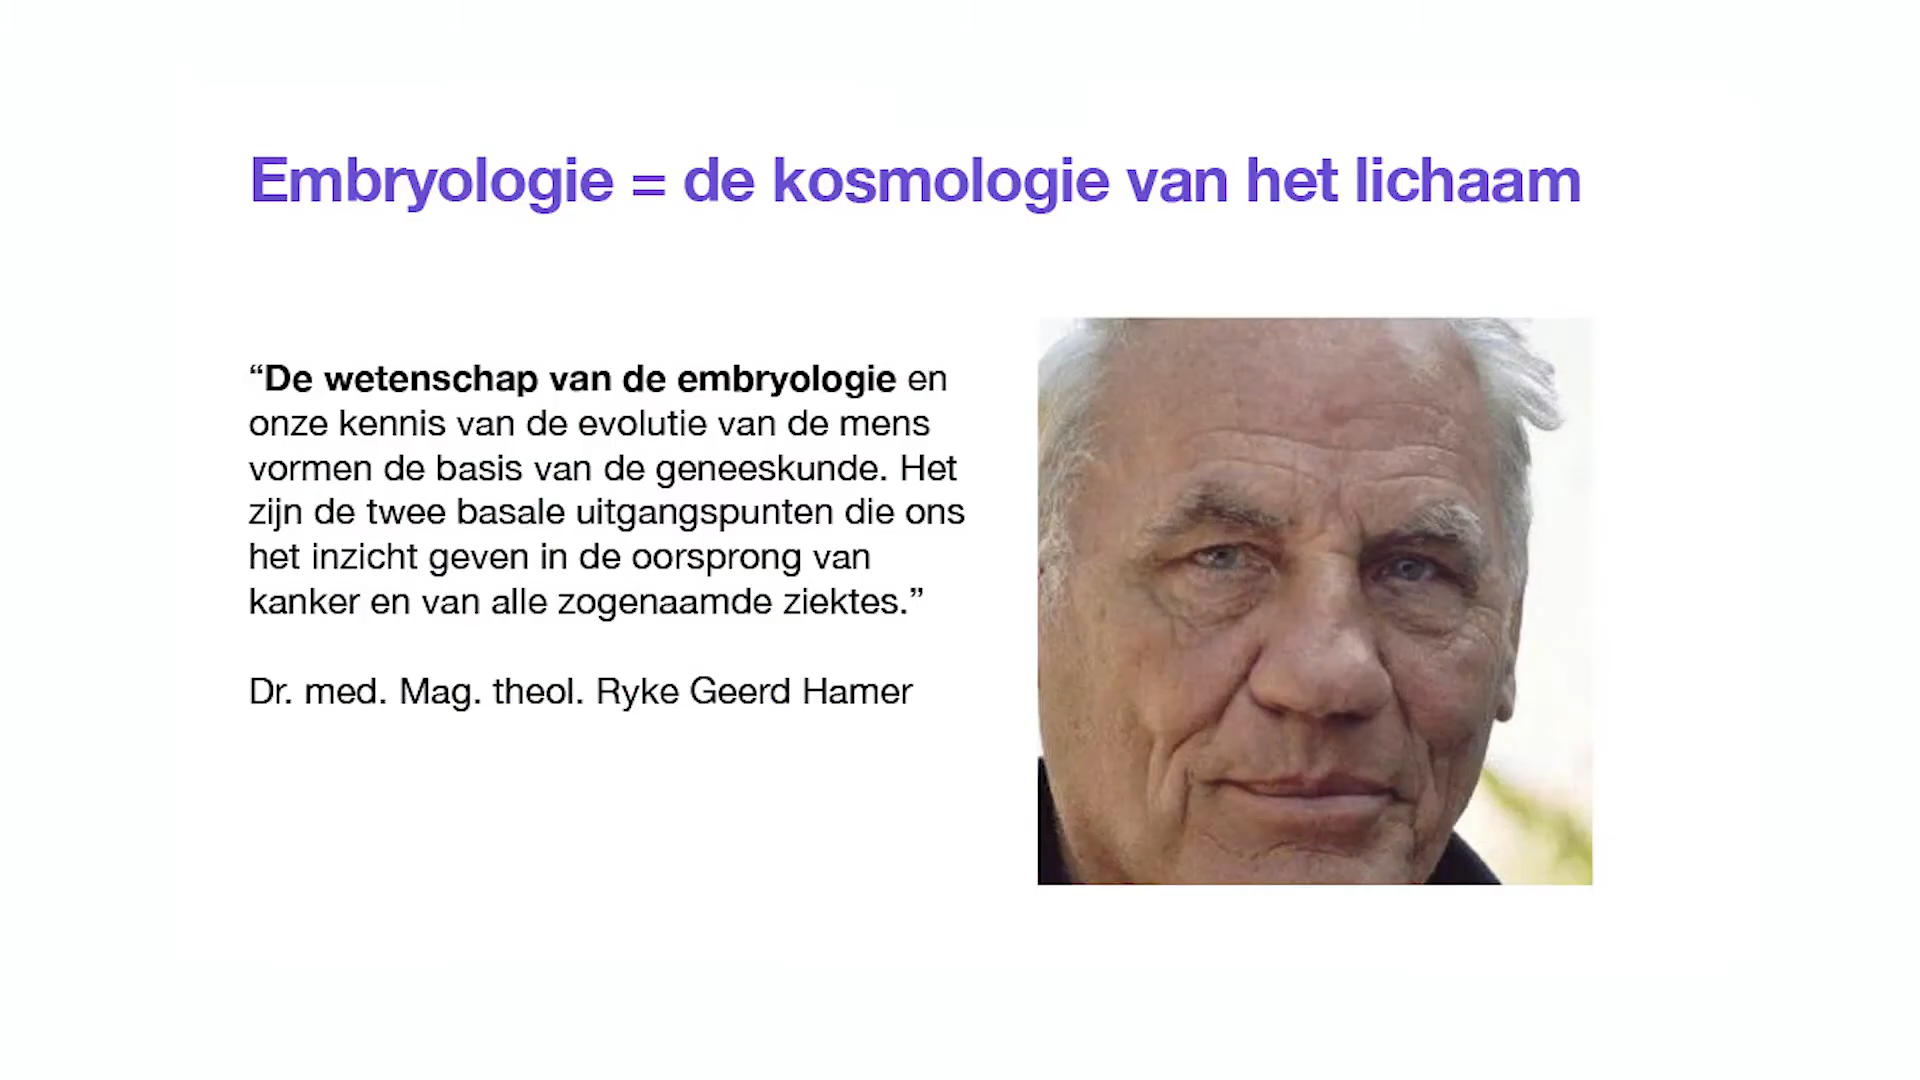 Embryologie = de kosmologie van het lichaam
“De wetenschap van de embryologie en
onze kennis van de evolutie van de mens
vormen de basis van de geneeskunde. Het
zijn de twee basale uitgangspunten die ons
het inzicht geven in de oorsprong van
kanker en van alle zogenaamde ziektes.”
Dr. med. Mag. theol. Ryke Geerd Hamer